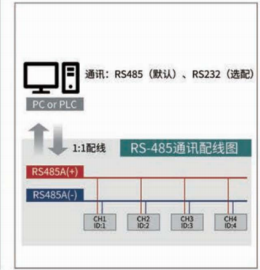 通讯：RS485（默认）、RS232（选配）
PC or PLC
1:1配线
RS-485通讯配线图
RS485A(+)
RS485A(-)
CH1 CH2 CH3 CH4
ID:1 ID:2 ID:3 ID:4